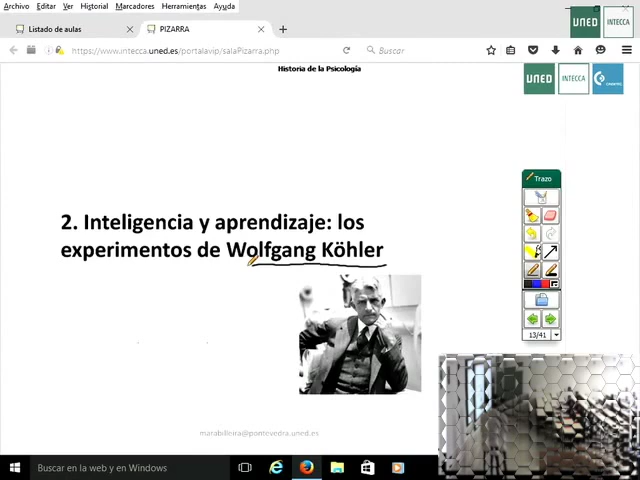 Archivo Editar Ver Historial Marcadores Herramientas Ayuda
UNED INTECCA
Listado de aulas
PIZARRA
https://www.intecca.uned.es/portalavip/salaPizarra.php
Buscar
Historia de la Psicología
UNED INTECCA
Trazo
2. Inteligencia y aprendizaje: los
experimentos de Wolfgang Köhler
13/41
marabilleira@pontevedra.uned.es
Buscar en la web y en Windows